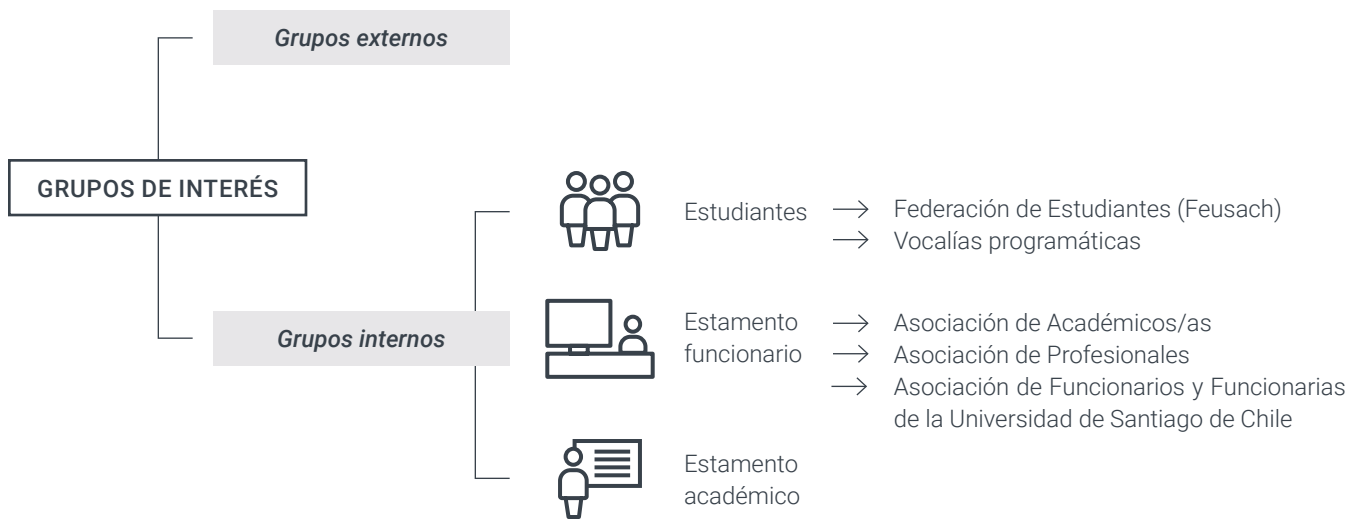 Grupos externos
GRUPOS DE INTERÉS
Estudiantes
→ Federación de Estudiantes (Feusach)
→ Vocalías programáticas
Grupos internos
Estamento
funcionario
→ Asociación de Académicos/as
→ Asociación de Profesionales
→ Asociación de Funcionarios y Funcionarias
de la Universidad de Santiago de Chile
Estamento
académico